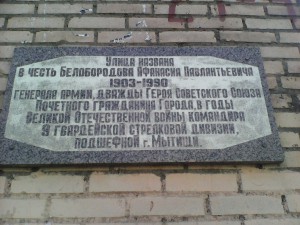 Улица названа
в честь Белобородова Афанасия Павлантьевича
1903-1990
Генерала армии, дважды Героя Советского Союза
Почетного гражданина города, в годы
Великой Отечественной войны командира
9 гвардейской стрелковой дивизии,
подшефной г. Мытищи.